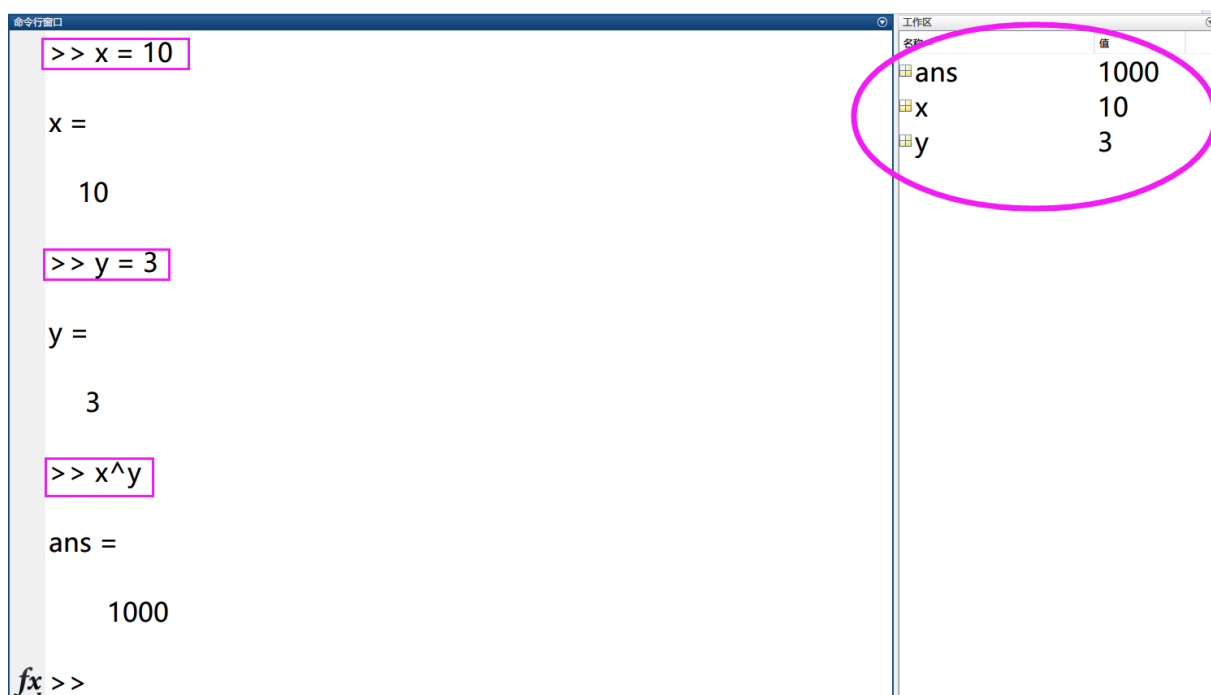 命令行窗口
>> x = 10
x =
10
>> y = 3
y =
3
>> x^y
ans =
1000
fx >>
工作区
名称 值
ans 1000
x 10
y 3